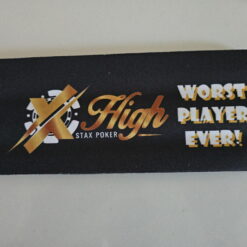 X High
STAX POKER
WORST
PLAYER
EVER!